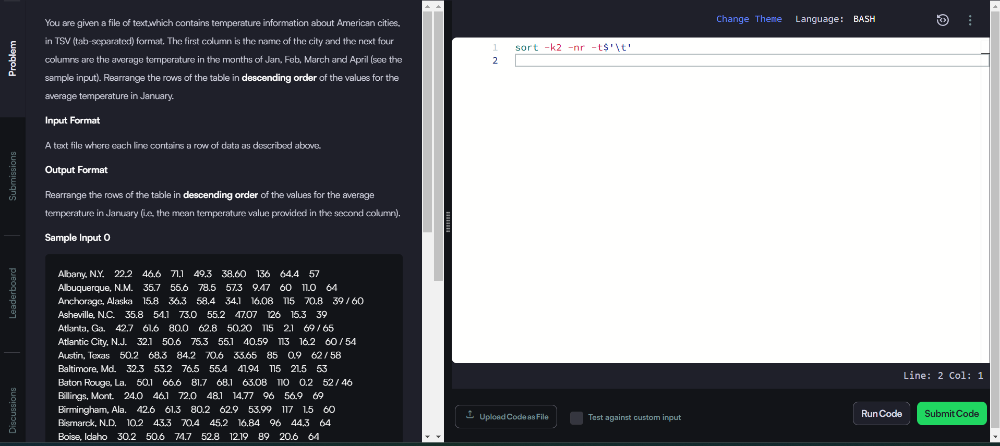 Problem
Submissions
Leaderboard
Discussions
You are given a file of text,which contains temperature information about American cities,
in TSV (tab-separated) format. The first column is the name of the city and the next four
columns are the average temperature in the months of Jan, Feb, March and April (see the
sample input). Rearrange the rows of the table in descending order of the values for the
average temperature in January.
Input Format
A text file where each line contains a row of data as described above.
Output Format
Rearrange the rows of the table in descending order of the values for the average
temperature in January (i.e, the mean temperature value provided in the second column).
Sample Input 0
Albany, N.Y. 22.2 46.6 71.1 49.3 38.60 136 64.4 57
Albuquerque, N.M. 35.7 55.6 78.5 57.3 9.47 60 11.0 64
Anchorage, Alaska 15.8 36.3 58.4 34.1 16.08 115 70.8 39 / 60
Asheville, N.C. 35.8 54.1 73.0 55.2 47.07 126 15.3 39
Atlanta, Ga. 42.7 61.6 80.0 62.8 50.20 115 2.1 69 / 65
Atlantic City, N.J. 32.1 50.6 75.3 55.1 40.59 113 16.2 60 / 54
Austin, Texas 50.2 68.3 84.2 70.6 33.65 85 0.9 62 / 58
Baltimore, Md. 32.3 53.2 76.5 55.4 41.94 115 21.5 53
Baton Rouge, La. 50.1 66.6 81.7 68.1 63.08 110 0.2 52 / 46
Billings, Mont. 24.0 46.1 72.0 48.1 14.77 96 56.9 69
Birmingham, Ala. 42.6 61.3 80.2 62.9 53.99 117 1.5 60
Bismarck, N.D. 10.2 43.3 70.4 45.2 16.84 96 44.3 64
Boise, Idaho 30.2 50.6 74.7 52.8 12.19 89 20.6 64
Change Theme Language: BASH
1 sort -k2 -nr -t$'\t'
2
Line: 2 Col: 1
Upload Code as File
Test against custom input
Run Code
Submit Code